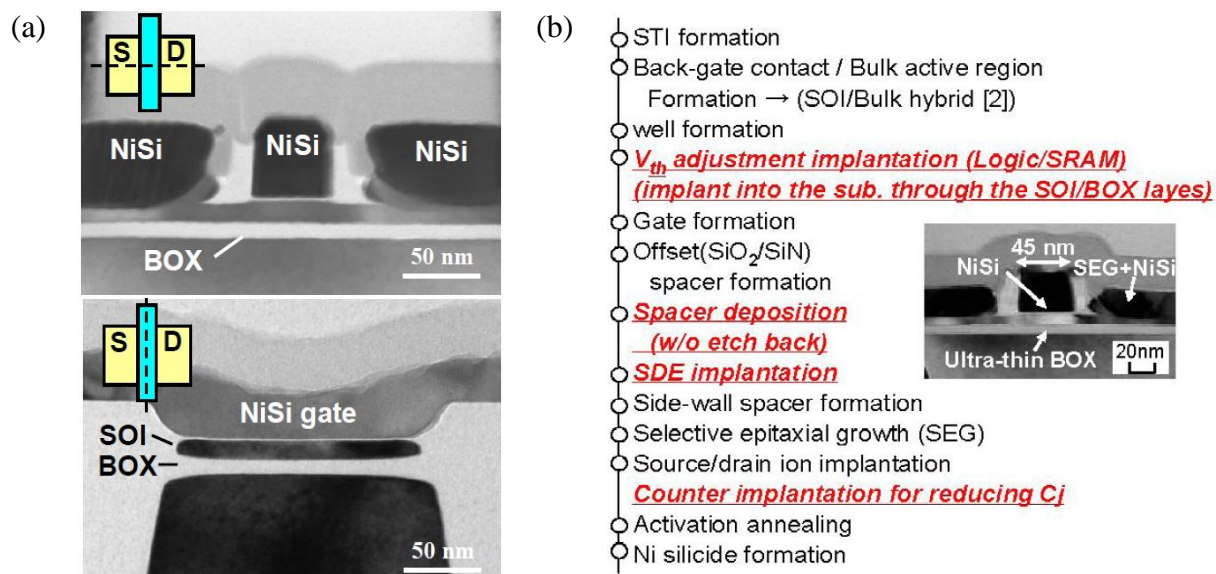 (a)
S D
NiSi NiSi NiSi
BOX
50 nm
S D
NiSi gate
SOI
BOX
50 nm
(b)
STI formation
Back-gate contact / Bulk active region
Formation → (SOI/Bulk hybrid [2])
well formation
Vth adjustment implantation (Logic/SRAM)
(implant into the sub. through the SOI/BOX layes)
Gate formation
Offset(SiO2/SiN)
spacer formation
Spacer deposition
(w/o etch back)
SDE implantation
Side-wall spacer formation
Selective epitaxial growth (SEG)
Source/drain ion implantation
Counter implantation for reducing Cj
Activation annealing
Ni silicide formation
45 nm
NiSi SEG+NiSi
Ultra-thin BOX
20nm